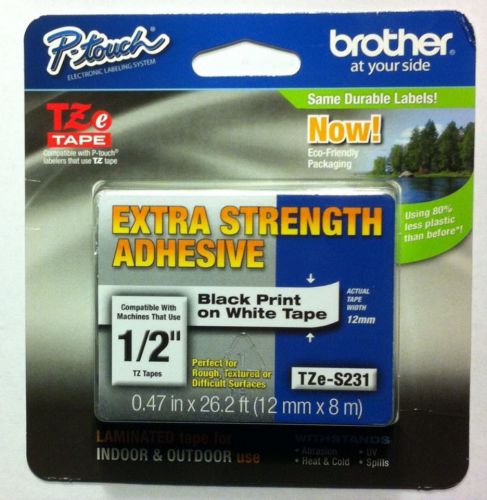 P-touch
ELECTRONIC LABELING SYSTEM
brother
at your side
TZe
TAPE
Compatible with P-touch®
labelers that use TZ tape
Same Durable Labels!
Now!
Eco-Friendly
Packaging
Using 80%
less plastic
than before*!
EXTRA STRENGTH
ADHESIVE
Black Print
on White Tape
ACTUAL
TAPE
WIDTH
12mm
Compatible With
Machines That Use
1/2"
TZ Tapes
Perfect for
Rough, Textured or
Difficult Surfaces
TZe-S231
0.47 in x 26.2 ft (12 mm x 8 m)
LAMINATED tape for
INDOOR & OUTDOOR use
WITHSTANDS
• Abrasion
• UV
• Heat & Cold
• Spills